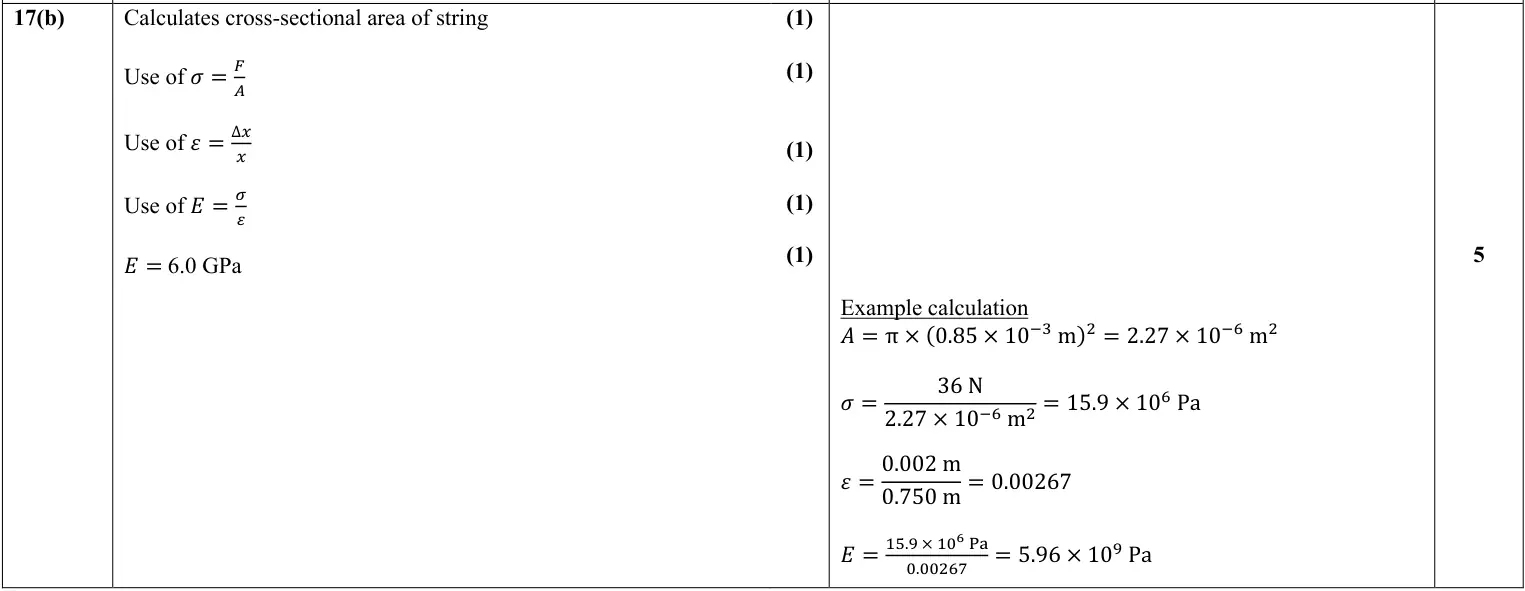 17(b) Calculates cross-sectional area of string (1)
Use of σ = F/A (1)
Use of ε = Δx/x (1)
Use of E = σ/ε (1)
E = 6.0 GPa (1) 5
Example calculation
A = π × (0.85 × 10⁻³ m)² = 2.27 × 10⁻⁶ m²
σ = 36 N / 2.27 × 10⁻⁶ m² = 15.9 × 10⁶ Pa
ε = 0.002 m / 0.750 m = 0.00267
E = 15.9 × 10⁶ Pa / 0.00267 = 5.96 × 10⁹ Pa